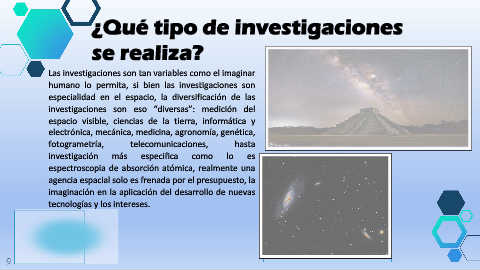 ¿Qué tipo de investigaciones
se realiza?
Las investigaciones son tan variables como el imaginar
humano lo permita, si bien las investigaciones son
especialidad en el espacio, la diversificación de las
investigaciones son eso “diversas”: medición del
espacio visible, ciencias de la tierra, informática y
electrónica, mecánica, medicina, agronomía, genética,
fotogrametría, telecomunicaciones, hasta
investigación más específica como lo es
espectroscopia de absorción atómica, realmente una
agencia espacial solo es frenada por el presupuesto, la
imaginación en la aplicación del desarrollo de nuevas
tecnologías y los intereses.
9